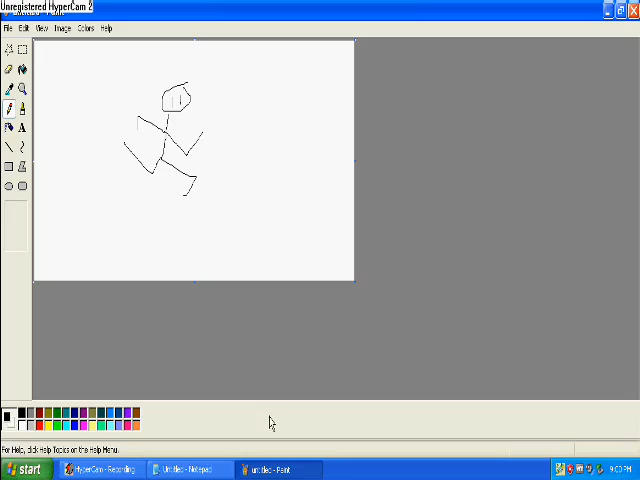 Unregistered HyperCam 2
File Edit View Image Colors Help
A
For Help, click Help Topics on the Help Menu.
start HyperCam - Recording Untitled - Notepad untitled - Paint 9:00 PM